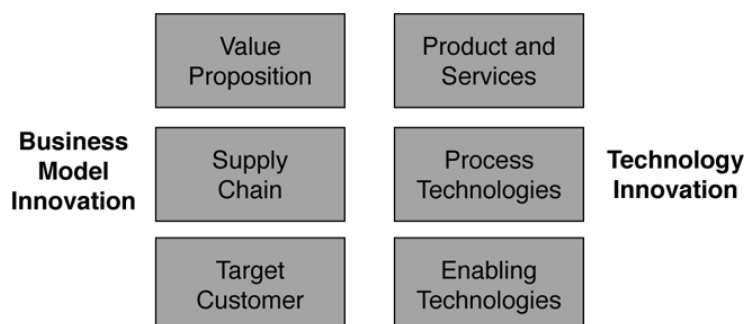 Value
Proposition
Product and
Services
Business
Model
Innovation
Supply
Chain
Process
Technologies
Technology
Innovation
Target
Customer
Enabling
Technologies